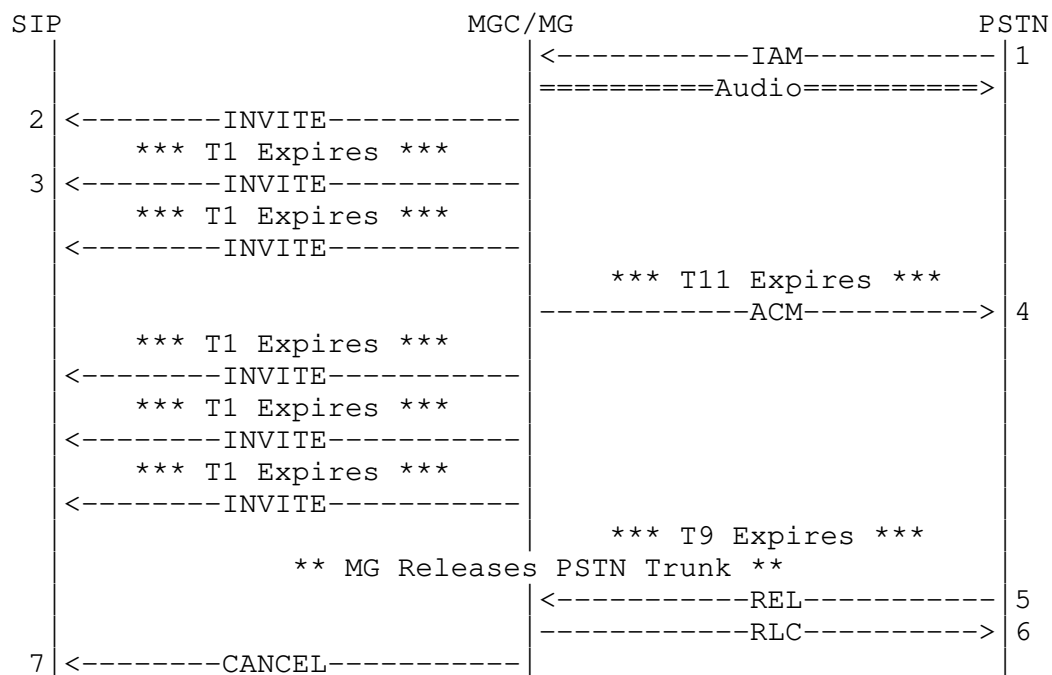 SIP MGC/MG PSTN
|<-----------IAM-----------|1
|==========Audio==========>|
2|<--------INVITE-----------|
*** T1 Expires ***
3|<--------INVITE-----------|
*** T1 Expires ***
|<--------INVITE-----------|
*** T11 Expires ***
|------------ACM---------->|4
*** T1 Expires ***
|<--------INVITE-----------|
*** T1 Expires ***
|<--------INVITE-----------|
*** T1 Expires ***
|<--------INVITE-----------|
*** T9 Expires ***
** MG Releases PSTN Trunk **
|<-----------REL-----------|5
|------------RLC---------->|6
7|<--------CANCEL-----------|